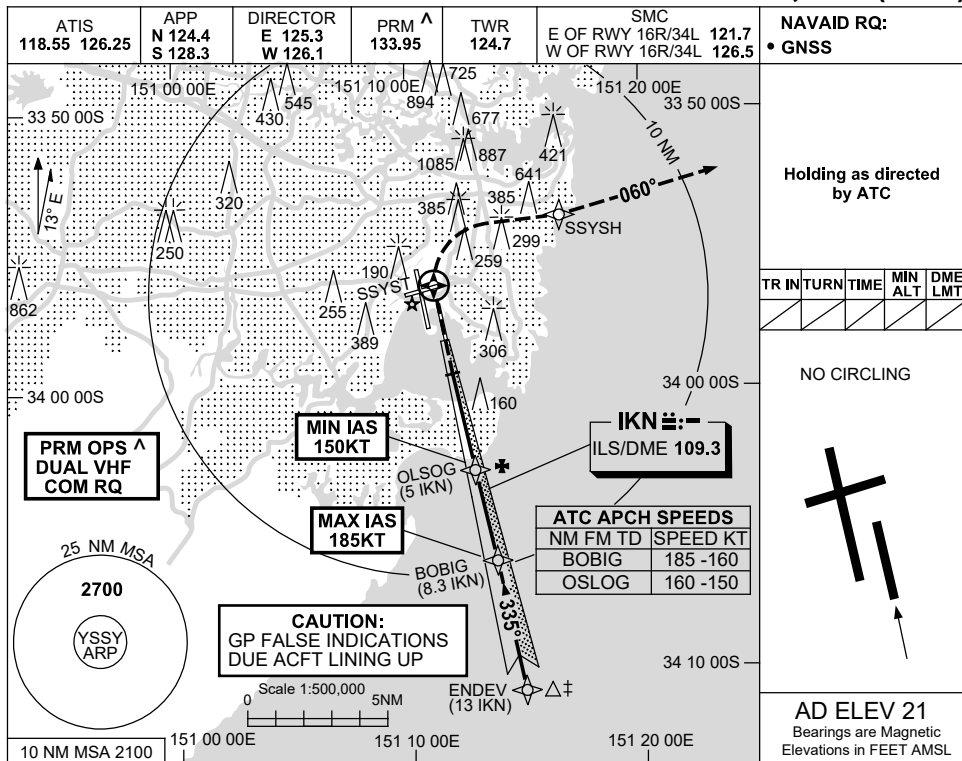 ATIS
118.55 126.25
APP
N 124.4
S 128.3
DIRECTOR
E 125.3
W 126.1
PRM ^
133.95
TWR
124.7
SMC
E OF RWY 16R/34L 121.7
W OF RWY 16R/34L 126.5
NAVAID RQ:
• GNSS
Holding as directed
by ATC
TR IN TURN TIME MIN ALT DME LMT
NO CIRCLING
AD ELEV 21
Bearings are Magnetic
Elevations in FEET AMSL
151 00 00E
151 10 00E
151 20 00E
33 50 00S
33 50 00S
545
430
725
894
677
1085
887
421
641
10 NM
13° E
320
385
385
060°
SSYSH
299
259
250
190
SSYST
862
255
389
306
34 00 00S
34 00 00S
160
MIN IAS
150KT
IKN
ILS/DME 109.3
PRM OPS ^
DUAL VHF
COM RQ
OLSOG
(5 IKN)
MAX IAS
185KT
ATC APCH SPEEDS
NM FM TD SPEED KT
BOBIG 185 -160
OSLOG 160 -150
BOBIG
(8.3 IKN)
25 NM MSA
2700
YSSY
ARP
CAUTION:
GP FALSE INDICATIONS
DUE ACFT LINING UP
335°
34 10 00S
ENDEV
(13 IKN)
‡
Scale 1:500,000
0 5NM
10 NM MSA 2100
151 00 00E
151 10 00E
151 20 00E